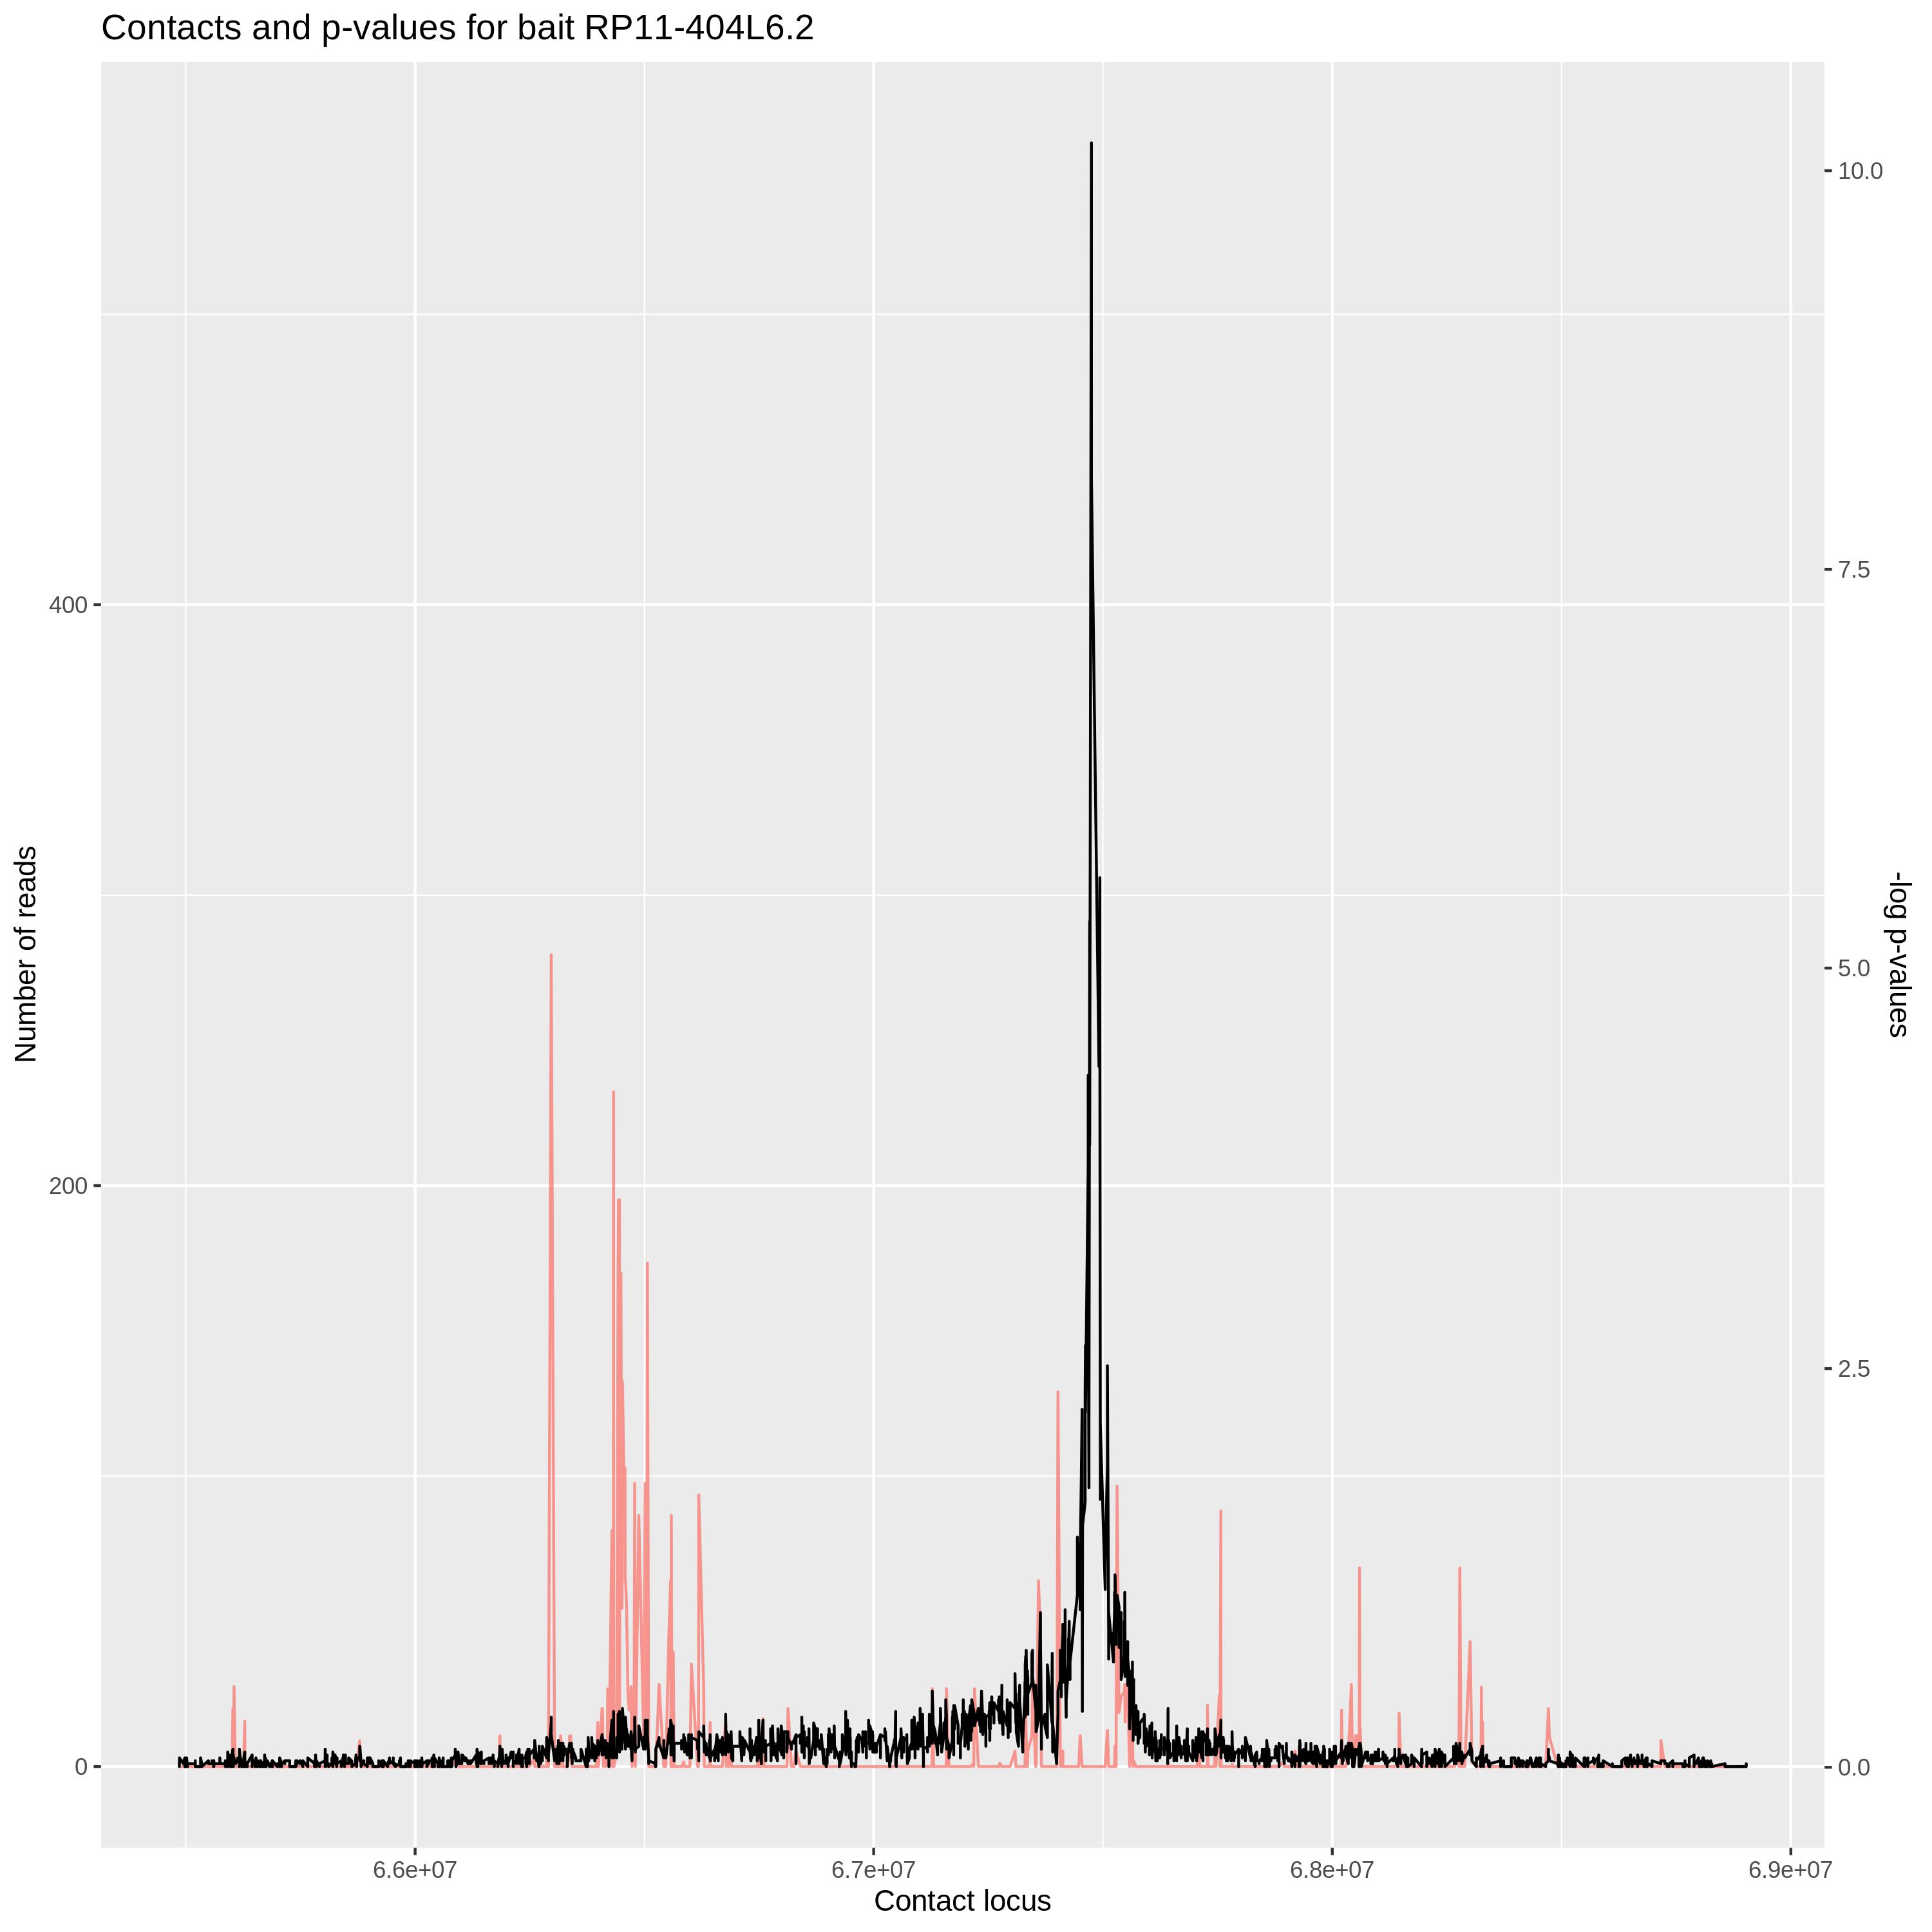 Contacts and p-values for bait RP11-404L6.2
Number of reads
400
200
0
10.0
7.5
5.0
2.5
0.0
-log p-values
6.6e+07 6.7e+07 6.8e+07 6.9e+07
Contact locus